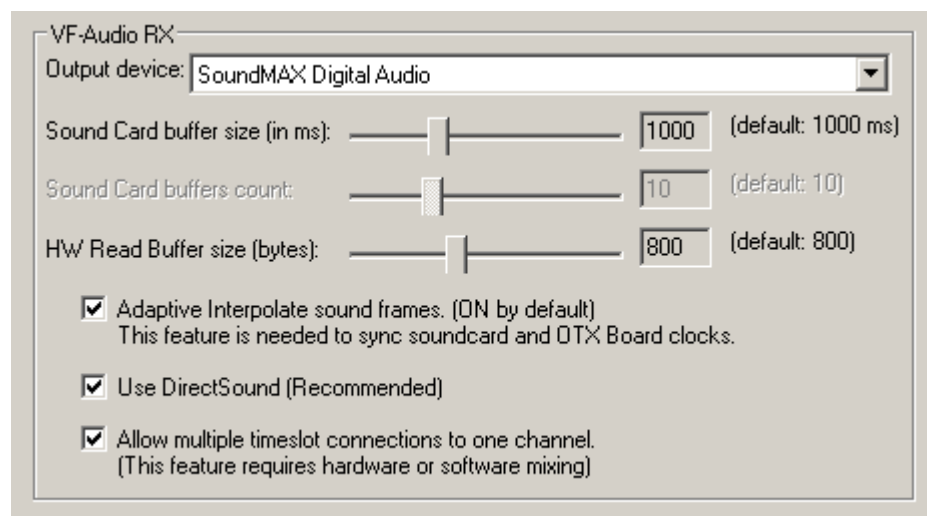 VF-Audio RX
Output device: SoundMAX Digital Audio
Sound Card buffer size (in ms): 1000 (default: 1000 ms)
Sound Card buffers count: 10 (default: 10)
HW Read Buffer size (bytes): 800 (default: 800)
Adaptive Interpolate sound frames. (ON by default)
This feature is needed to sync soundcard and OTX Board clocks.
Use DirectSound (Recommended)
Allow multiple timeslot connections to one channel.
(This feature requires hardware or software mixing)